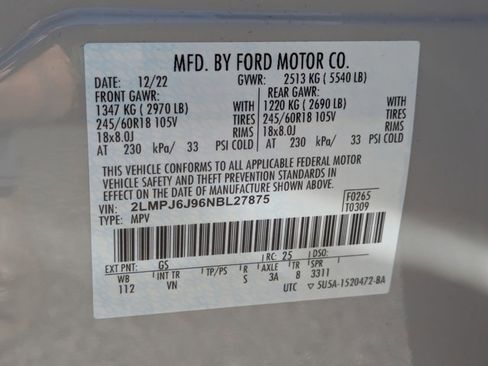 MFD. BY FORD MOTOR CO.
DATE: 12/22 GVWR: 2513 KG ( 5540 LB)
FRONT GAWR: REAR GAWR:
1347 KG ( 2970 LB) WITH 1220 KG ( 2690 LB) WITH
245/60R18 105V TIRES 245/60R18 105V TIRES
18x8.0J RIMS 18x8.0J RIMS
AT 230 kPa/ 33 PSI COLD AT 230 kPa/ 33 PSI COLD
THIS VEHICLE CONFORMS TO ALL APPLICABLE FEDERAL MOTOR
VEHICLE SAFETY, BUMPER, AND THEFT PREVENTION STANDARDS IN
EFFECT ON THE DATE OF MANUFACTURE SHOWN ABOVE.
VIN: 2LMPJ6J96NBL27875 F0265
TYPE: MPV T0309
EXT PNT: GS RC: 25 DSO:
WB INT TR TP/PS R AXLE TR SPR
112 VN S 3A 8 3311
UTC ▽ 5U5A-1520472-BA